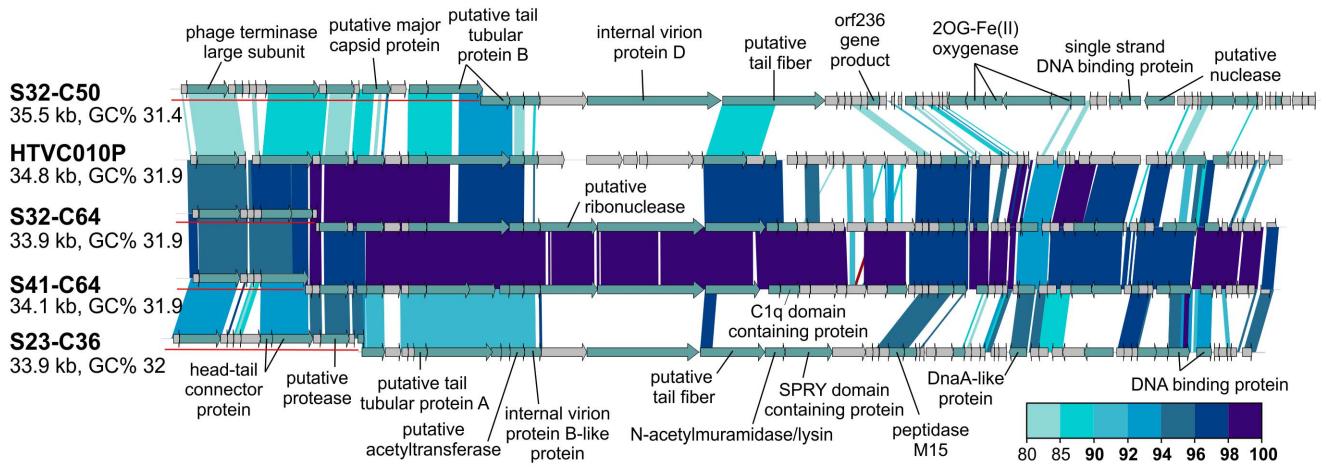 phage terminase
large subunit
putative major
capsid protein
putative tail
tubular
protein B
internal virion
protein D
putative
tail fiber
orf236
gene
product
2OG-Fe(II)
oxygenase
single strand
DNA binding protein
putative
nuclease
S32-C50
35.5 kb, GC% 31.4
HTVC010P
34.8 kb, GC% 31.9
putative
ribonuclease
S32-C64
33.9 kb, GC% 31.9
S41-C64
34.1 kb, GC% 31.9
C1q domain
containing protein
S23-C36
33.9 kb, GC% 32
head-tail
connector
protein
putative
protease
putative tail
tubular protein A
putative
acetyltransferase
internal virion
protein B-like
protein
putative
tail fiber
N-acetylmuramidase/lysin
SPRY domain
containing protein
peptidase
M15
DnaA-like
protein
DNA binding protein
80 85 90 92 94 96 98 100